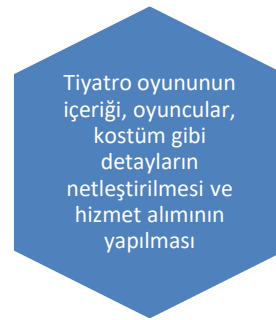 Tiyatro oyununun
içeriği, oyuncular,
kostüm gibi
detayların
netleştirilmesi ve
hizmet alımının
yapılması